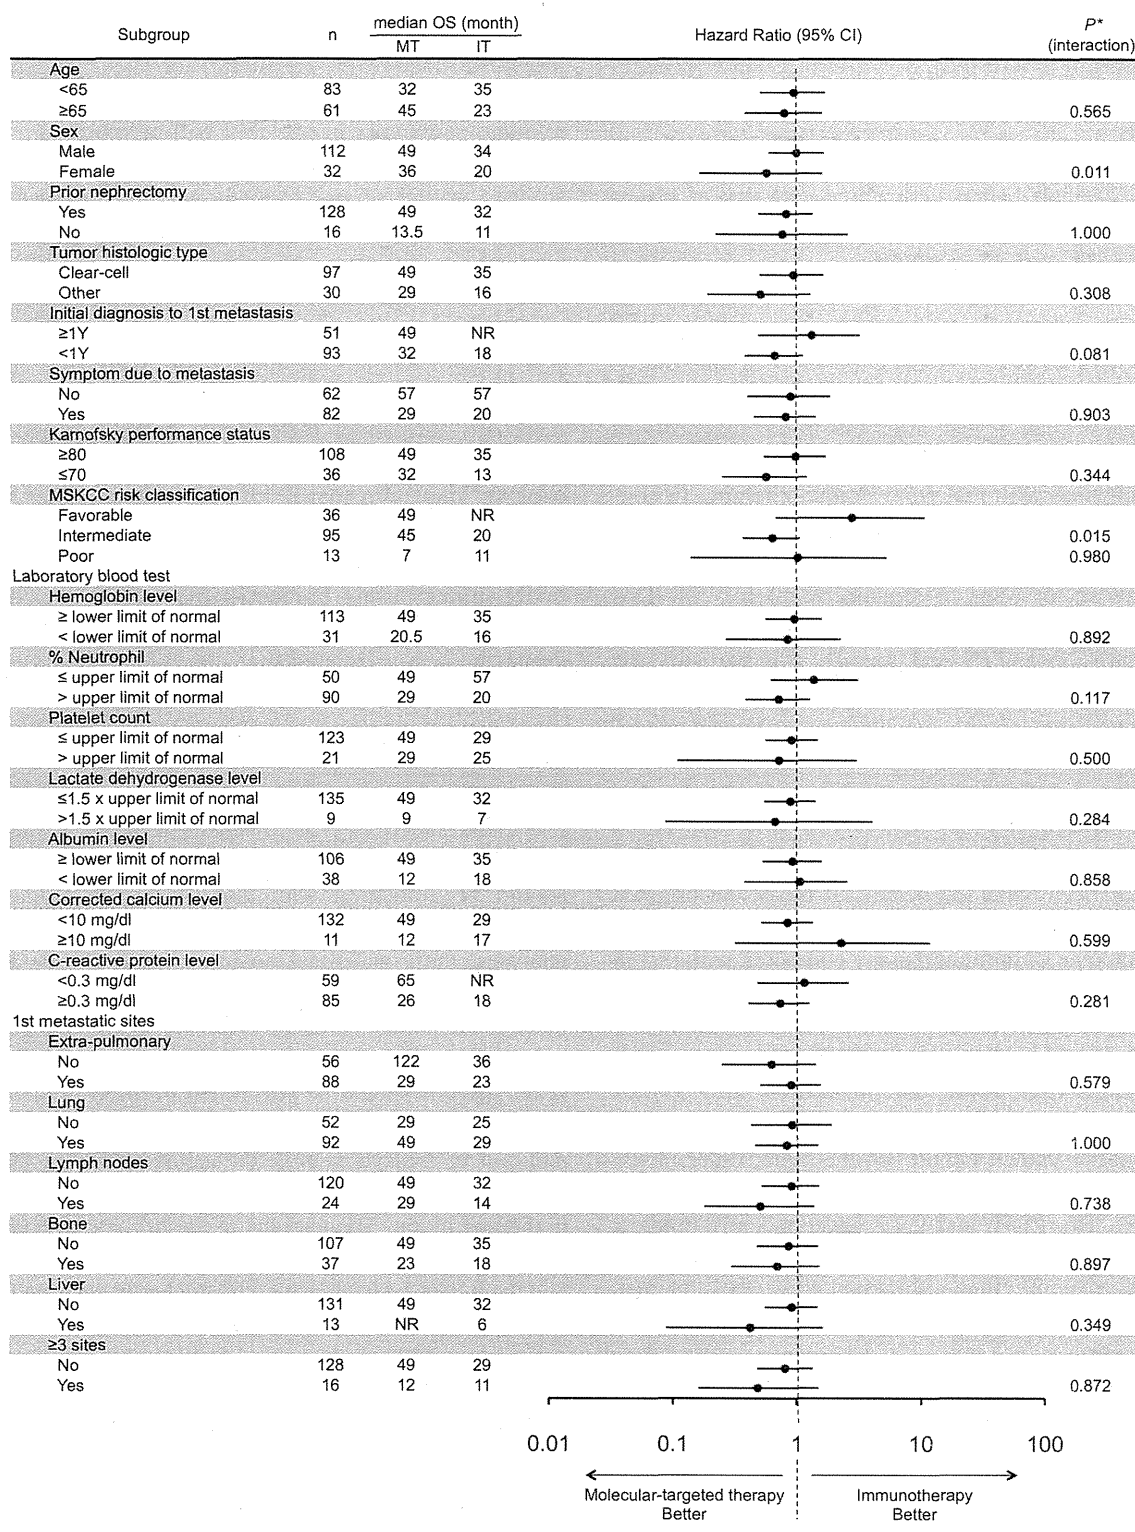 Subgroup n median OS (month) Hazard Ratio (95% CI) P*
MT IT (interaction)
Age
<65 83 32 35
≥65 61 45 23 0.565
Sex
Male 112 49 34
Female 32 36 20 0.011
Prior nephrectomy
Yes 128 49 32
No 16 13.5 11 1.000
Tumor histologic type
Clear-cell 97 49 35
Other 30 29 16 0.308
Initial diagnosis to 1st metastasis
≥1Y 51 49 NR
<1Y 93 32 18 0.081
Symptom due to metastasis
No 62 57 57
Yes 82 29 20 0.903
Karnofsky performance status
≥80 108 49 35
≤70 36 32 13 0.344
MSKCC risk classification
Favorable 36 49 NR
Intermediate 95 45 20 0.015
Poor 13 7 11 0.980
Laboratory blood test
Hemoglobin level
≥ lower limit of normal 113 49 35
< lower limit of normal 31 20.5 16 0.892
% Neutrophil
≤ upper limit of normal 50 49 57
> upper limit of normal 90 29 20 0.117
Platelet count
≤ upper limit of normal 123 49 29
> upper limit of normal 21 29 25 0.500
Lactate dehydrogenase level
≤1.5 x upper limit of normal 135 49 32
>1.5 x upper limit of normal 9 9 7 0.284
Albumin level
≥ lower limit of normal 106 49 35
< lower limit of normal 38 12 18 0.858
Corrected calcium level
<10 mg/dl 132 49 29
≥10 mg/dl 11 12 17 0.599
C-reactive protein level
<0.3 mg/dl 59 65 NR
≥0.3 mg/dl 85 26 18 0.281
1st metastatic sites
Extra-pulmonary
No 56 122 36
Yes 88 29 23 0.579
Lung
No 52 29 25
Yes 92 49 29 1.000
Lymph nodes
No 120 49 32
Yes 24 29 14 0.738
Bone
No 107 49 35
Yes 37 23 18 0.897
Liver
No 131 49 32
Yes 13 NR 6 0.349
≥3 sites
No 128 49 29
Yes 16 12 11 0.872
0.01 0.1 1 10 100
Molecular-targeted therapy Immunotherapy
Better Better